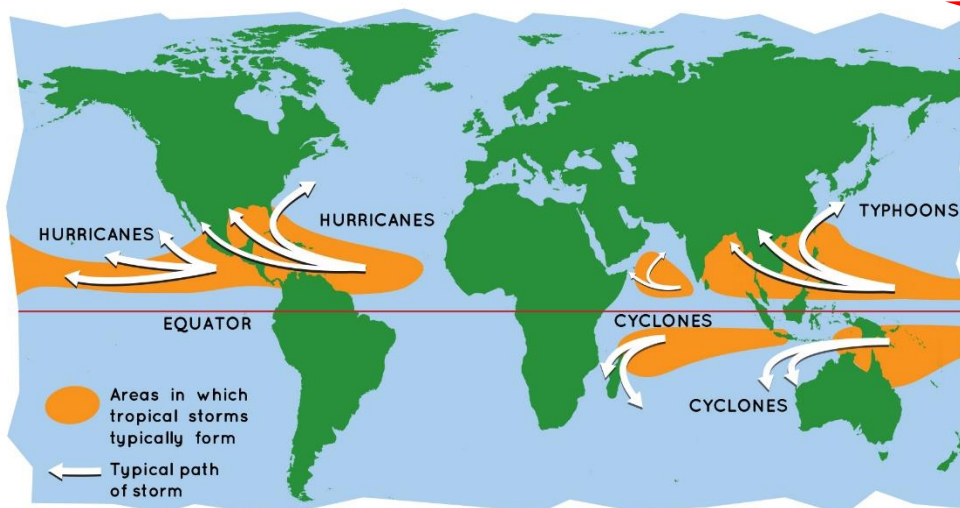 HURRICANES
HURRICANES
TYPHOONS
EQUATOR
CYCLONES
CYCLONES
Areas in which
tropical storms
typically form
Typical path
of storm